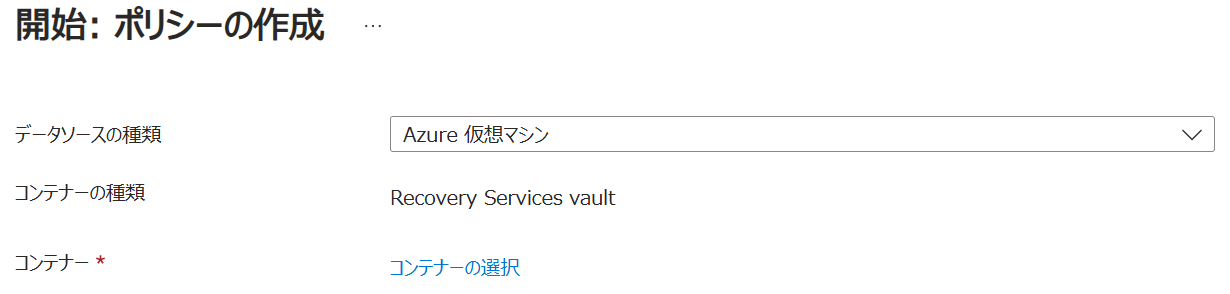 開始: ポリシーの作成 …
データソースの種類 Azure 仮想マシン
コンテナーの種類 Recovery Services vault
コンテナー * コンテナーの選択